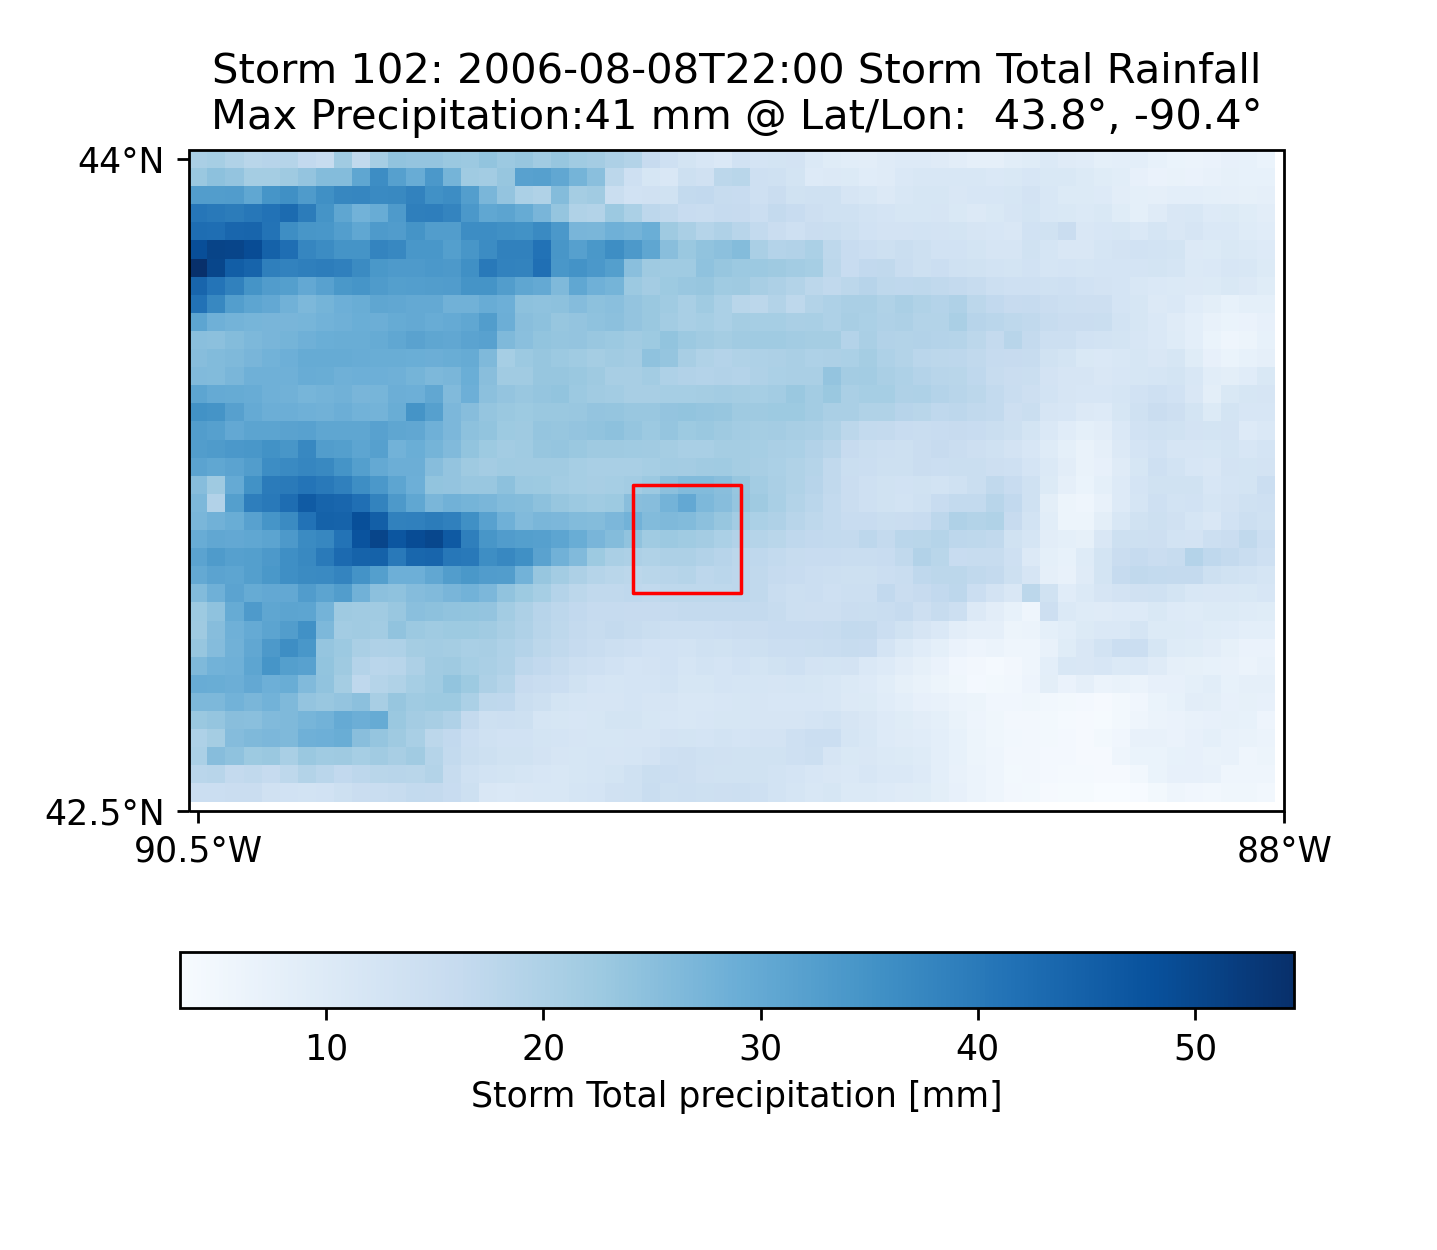 Storm 102: 2006-08-08T22:00 Storm Total Rainfall
Max Precipitation:41 mm @ Lat/Lon:  43.8°, -90.4°
44°N
42.5°N
90.5°W
88°W
10
20
30
40
50
Storm Total precipitation [mm]